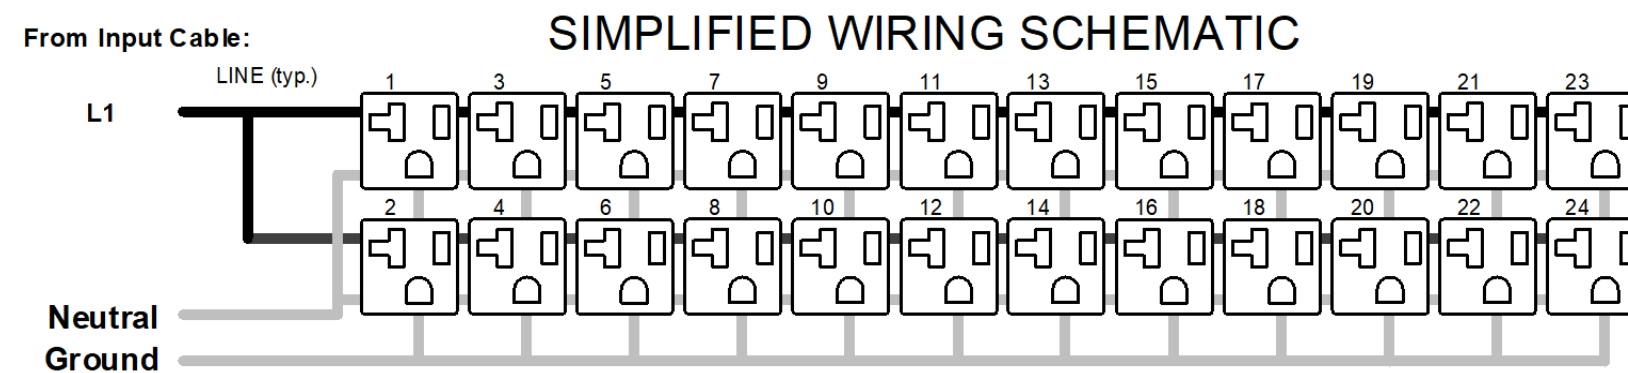 SIMPLIFIED WIRING SCHEMATIC
From Input Cable:
LINE (typ.)
1 3 5 7 9 11 13 15 17 19 21 23
L1
2 4 6 8 10 12 14 16 18 20 22 24
Neutral
Ground